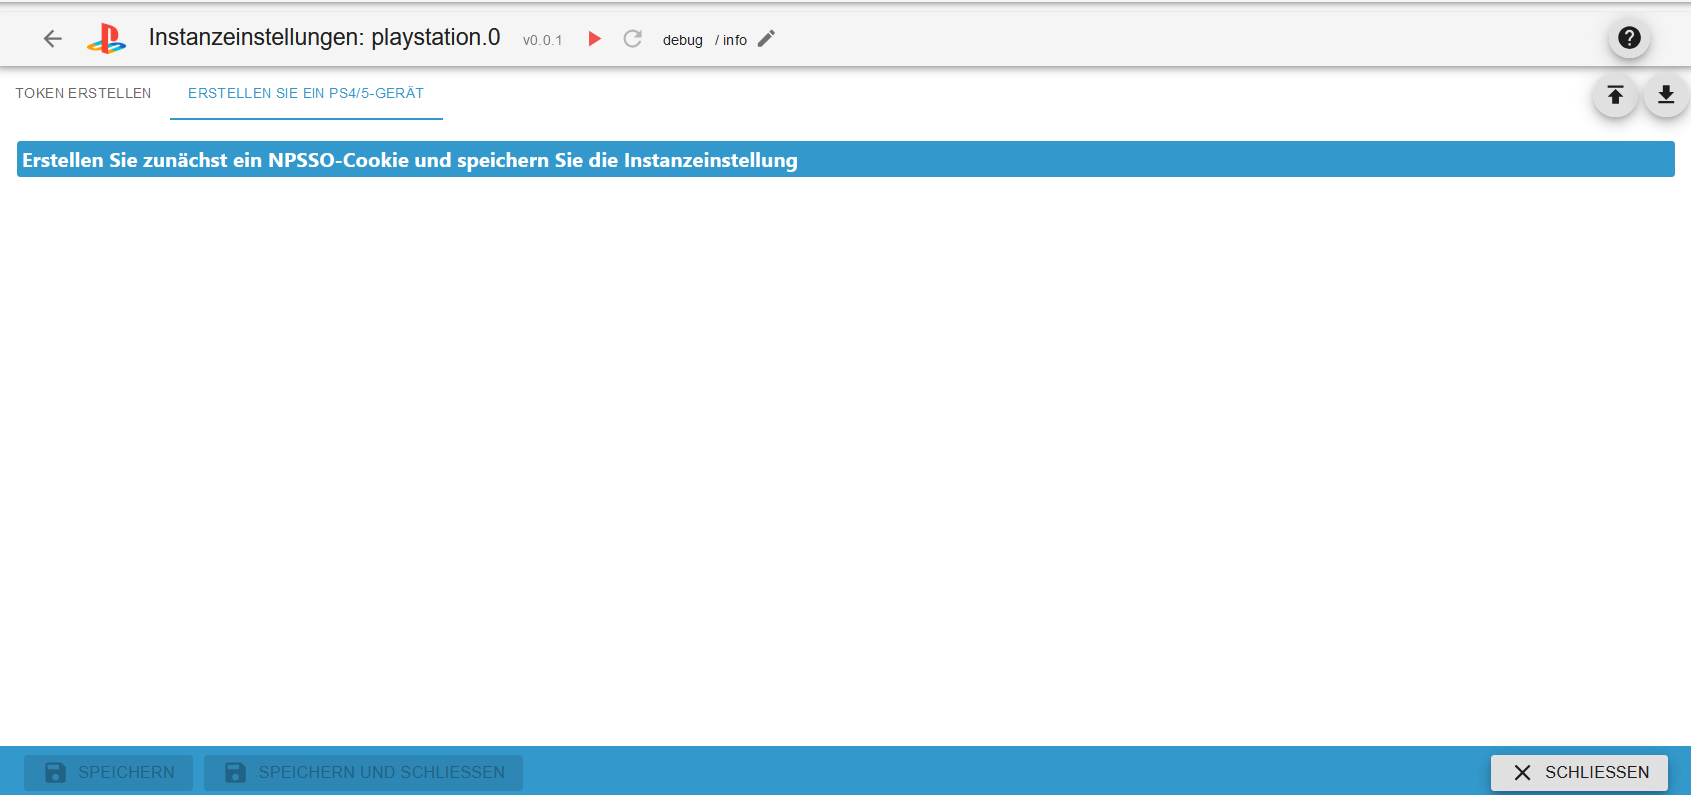 Instanzeinstellungen: playstation.0 v0.0.1 debug / info
TOKEN ERSTELLEN ERSTELLEN SIE EIN PS4/5-GERÄT
Erstellen Sie zunächst ein NPSSO-Cookie und speichern Sie die Instanzeinstellung
SPEICHERN SPEICHERN UND SCHLIESSEN SCHLIESSEN